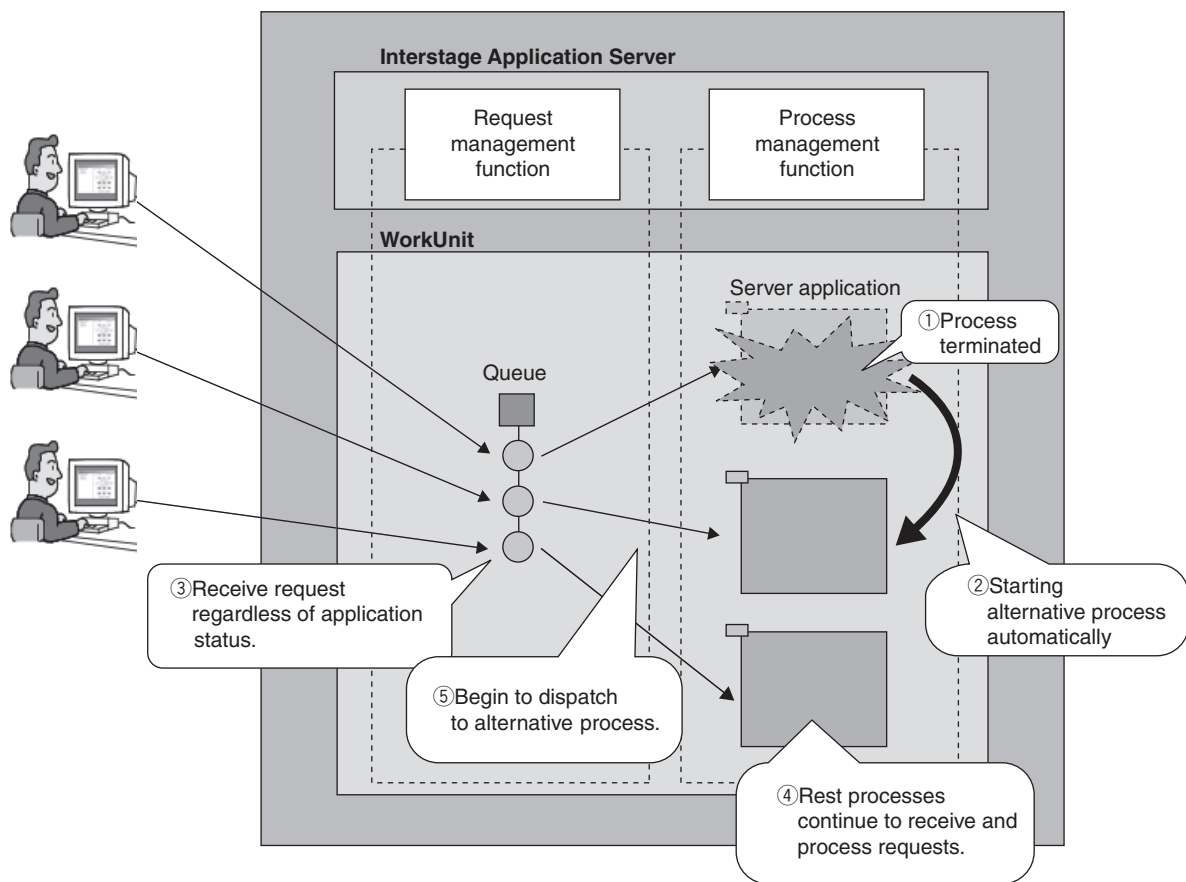 Interstage Application Server
Request
management
function
Process
management
function
WorkUnit
Server application
①Process
terminated
Queue
③Receive request
regardless of application
status.
②Starting
alternative process
automatically
⑤Begin to dispatch
to alternative process.
④Rest processes
continue to receive and
process requests.